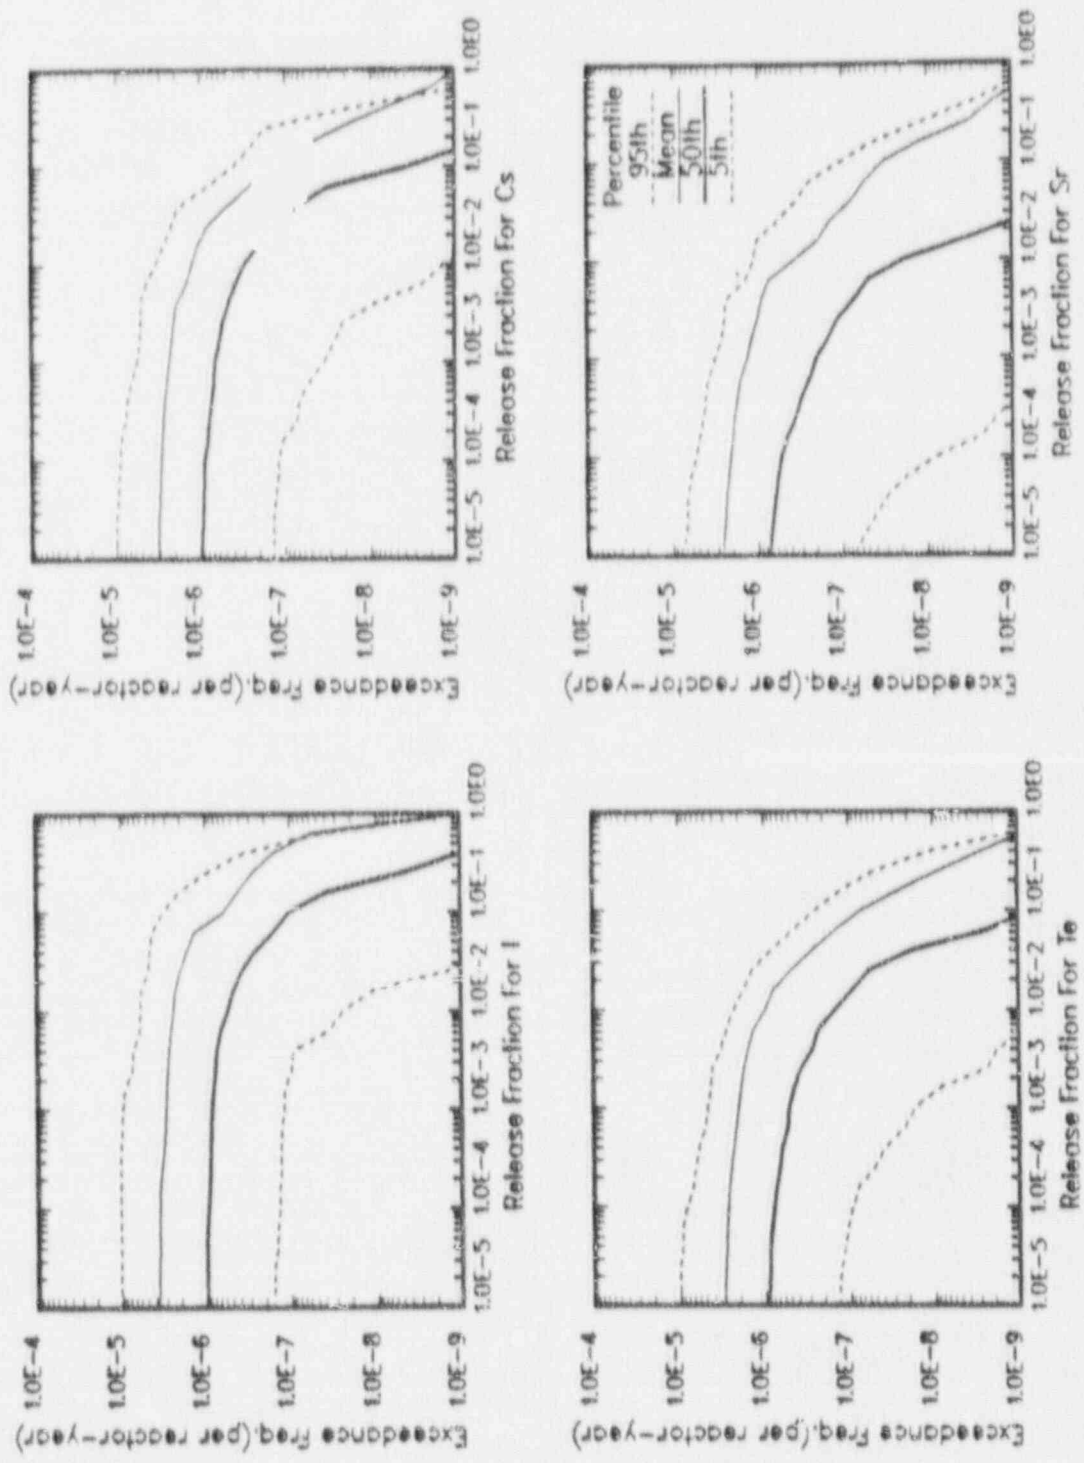 Exceedance Freq.(per reactor-year)
1.0E-4
1.0E-5
1.0E-6
1.0E-7
1.0E-8
1.0E-9
1.0E-5 1.0E-4 1.0E-3 1.0E-2 1.0E-1 1.0E0
Release Fraction For I
Exceedance Freq.(per reactor-year)
1.0E-4
1.0E-5
1.0E-6
1.0E-7
1.0E-8
1.0E-9
1.0E-5 1.0E-4 1.0E-3 1.0E-2 1.0E-1 1.0E0
Release Fraction For Cs
Exceedance Freq.(per reactor-year)
1.0E-4
1.0E-5
1.0E-6
1.0E-7
1.0E-8
1.0E-9
1.0E-5 1.0E-4 1.0E-3 1.0E-2 1.0E-1 1.0E0
Release Fraction For Te
Exceedance Freq.(per reactor-year)
1.0E-4
1.0E-5
1.0E-6
1.0E-7
1.0E-8
1.0E-9
Percentile
95th
Mean
50th
5th
1.0E-5 1.0E-4 1.0E-3 1.0E-2 1.0E-1 1.0E0
Release Fraction For Sr